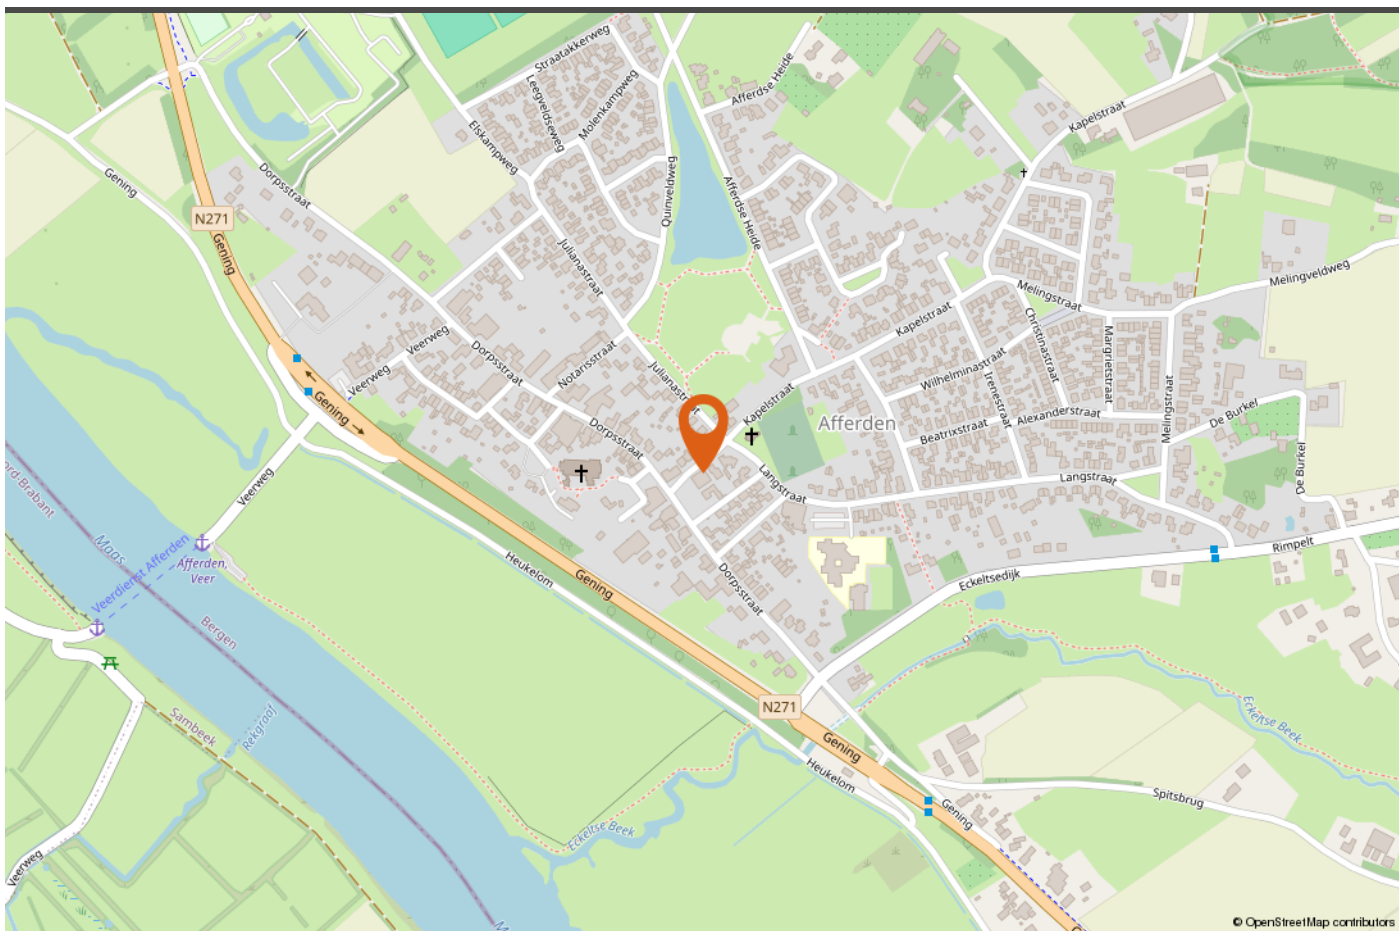 Straatakkerweg
Leegveldseweg
Molenkampweg
Elskampweg
Afferdse Heide
Kapelstraat
Gening
Dorpsstraat
Quinveldweg
Afferdse Heide
N271
Gening
Julianastraat
Melingveldweg
Melingstraat
Kapelstraat
Christinastraat
Margrietstraat
Veerweg
Dorpsstraat
Notarisstraat
Wilhelminastraat
Veerweg
Julianastraat
Irenestraat
Melingstraat
Kapelstraat
Gening
Alexanderstraat
De Burkel
Afferden
Beatrixstraat
Dorpsstraat
De Burkel
Langstraat
Langstraat
Veerweg
ord-Brabant
Maas
Veerdienst Afferden
Afferden,
Veer
Rimpelt
Heukelom
Gening
Dorpsstraat
Eckeltsedijk
Bergen
Sambeek
Rekgraaf
N271
Eckeltse Beek
Gening
Heukelom
Spitsbrug
Gening
Eckeltse Beek
Veerweg
© OpenStreetMap contributors